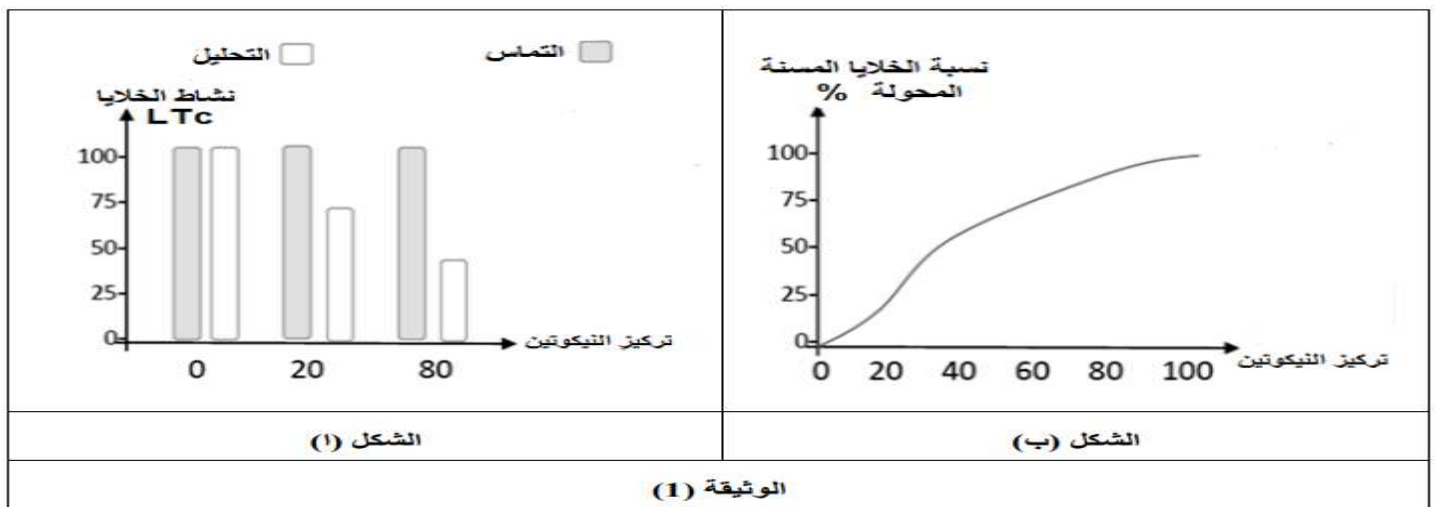 التماس
التحليل
نشاط الخلايا
LTc
100
75
50
25
0
0 20 80
تركيز النيكوتين
الشكل (ا)
نسبة الخلايا المسنة
المحولة %
100
75
50
25
0
0 20 40 60 80 100
تركيز النيكوتين
الشكل (ب)
الوثيقة (1)